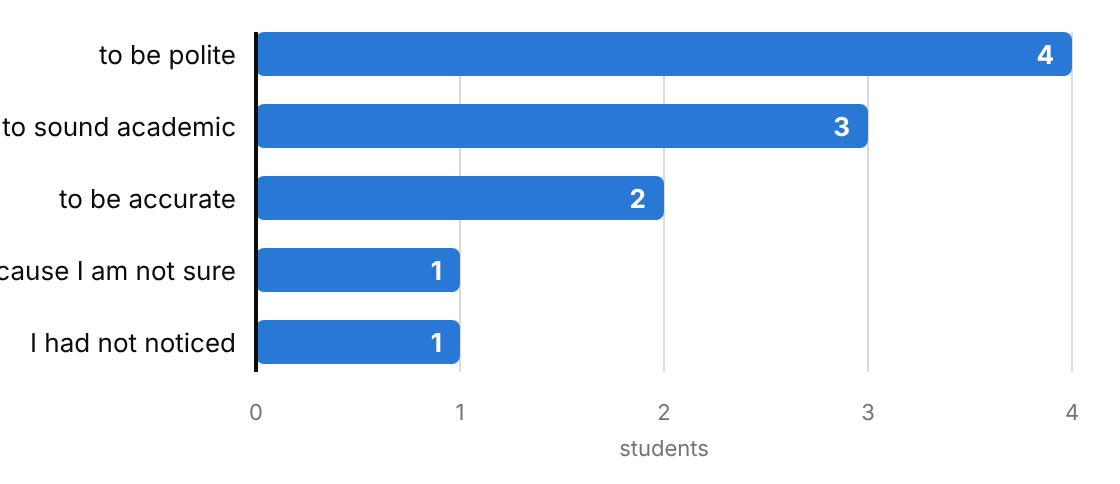 to be polite 4
to sound academic 3
to be accurate 2
cause I am not sure 1
I had not noticed 1
0 1 2 3 4
students